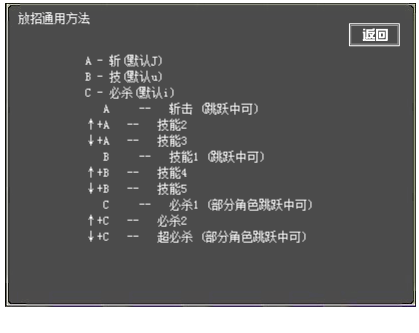 放招通用方法
返回
A - 斩(默认J)
B - 技(默认u)
C - 必杀(默认i)
A -- 斩击 (跳跃中可)
↑+A -- 技能2
↓+A -- 技能3
B -- 技能1 (跳跃中可)
↑+B -- 技能4
↓+B -- 技能5
C -- 必杀1 (部分角色跳跃中可)
↑+C -- 必杀2
↓+C -- 超必杀 (部分角色跳跃中可)